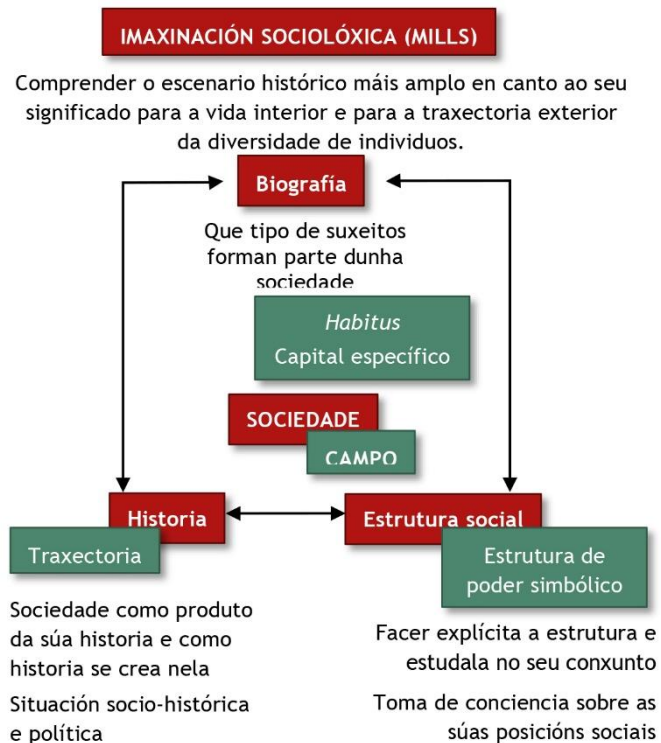 IMAXINACIÓN SOCIOLÓXICA (MILLS)
Comprender o escenario histórico máis amplo en canto ao seu
significado para a vida interior e para a traxectoria exterior
da diversidade de individuos.
Biografía
Que tipo de suxeitos
forman parte dunha
sociedade
Habitus
Capital específico
SOCIEDADE
CAMPO
Historia
Traxectoria
Estrutura social
Estrutura de
poder simbólico
Sociedade como produto
da súa historia e como
historia se crea nela
Situación socio-histórica
e política
Facer explícita a estrutura e
estudala no seu conxunto
Toma de conciencia sobre as
súas posicións sociais